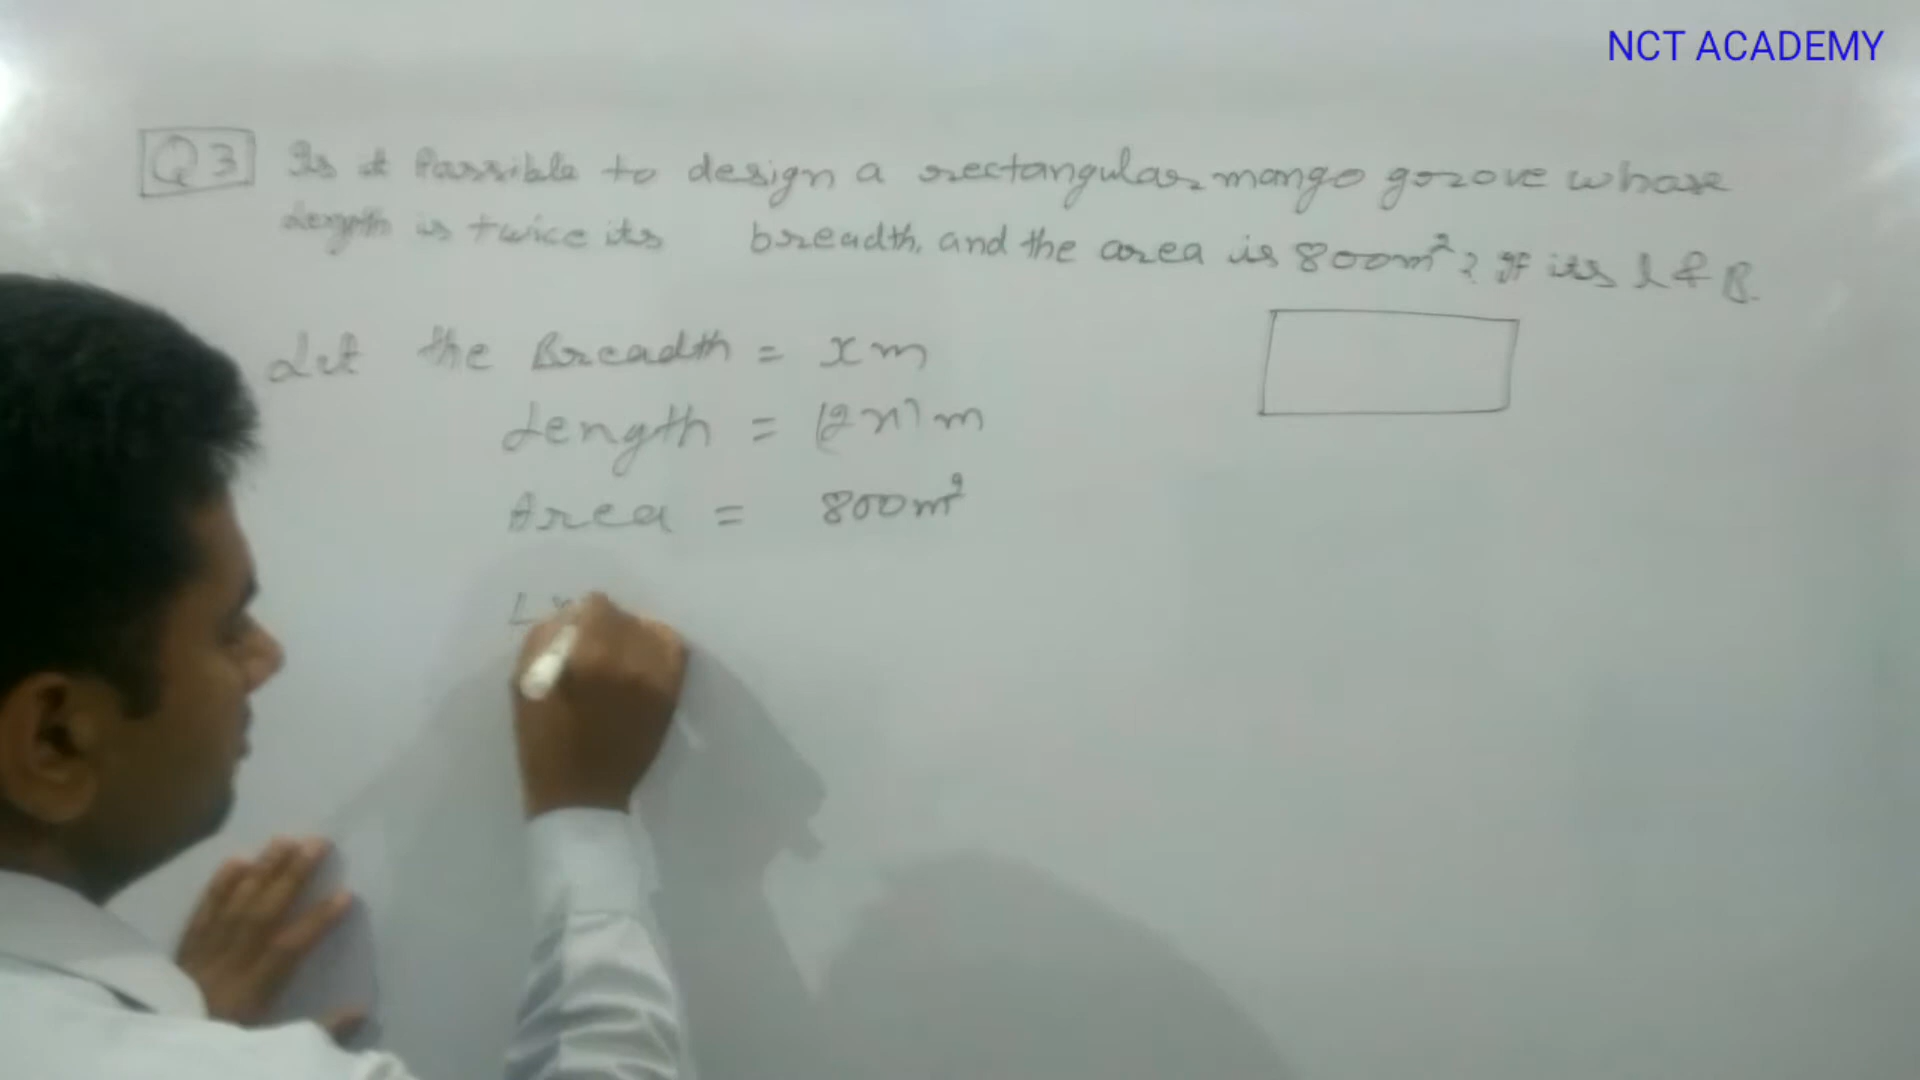 NCT ACADEMY
Q3 Is it Possible to design a rectangular mango grove whose
Length is twice its breadth, and the area is 800m²? If its l & B.
Let the Breadth = x m
Length = (2x) m
Area = 800m²
L x